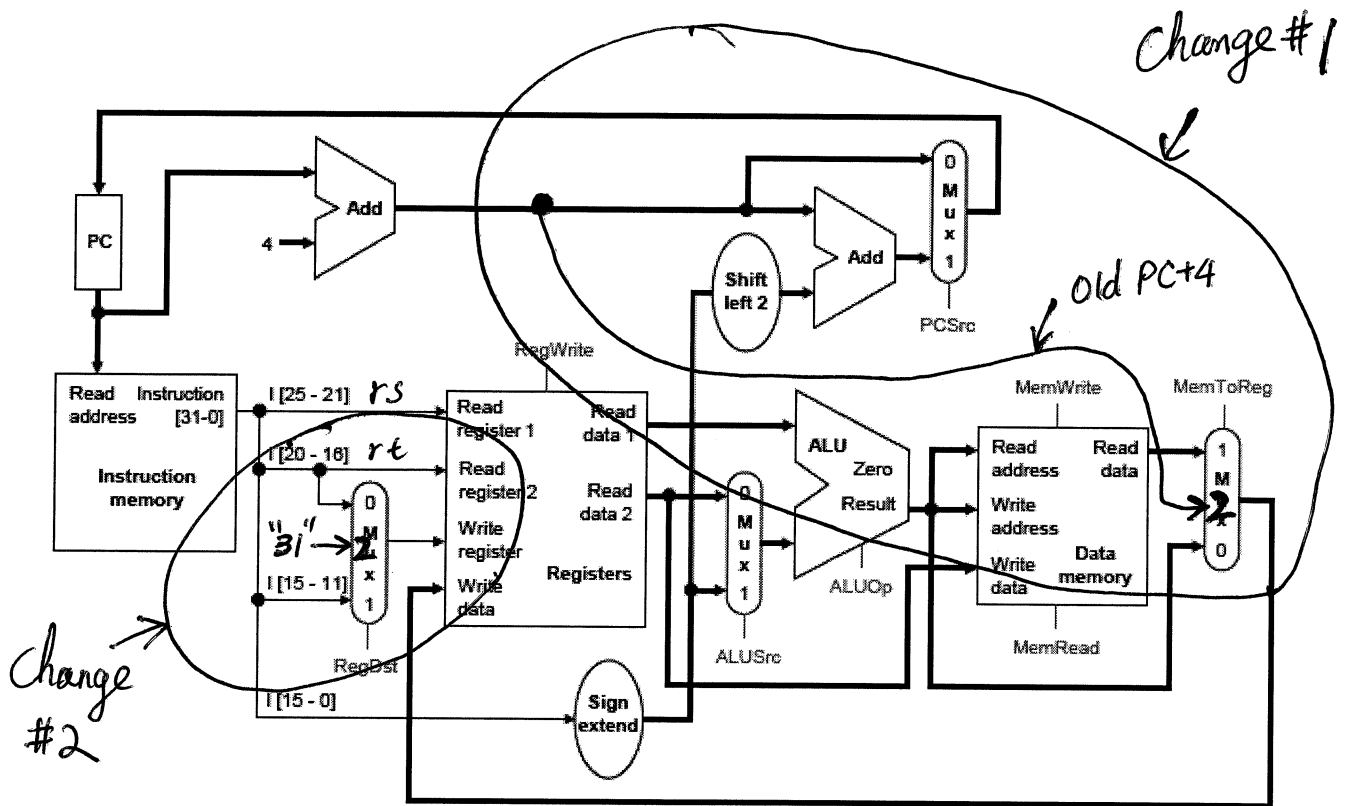 Change #1
0
M
u
x
1
Add
PC
4
Add
Shift
left 2
PCSrc
old PC+4
RegWrite
MemWrite
MemToReg
Read
address
Instruction
[31-0]
Instruction
memory
I [25 - 21]
rs
I [20 - 16]
rt
0
M
u
x
1
2
"31"
I [15 - 11]
RegDst
I [15 - 0]
Read
register 1
Read
register 2
Write
register
Write
data
Read
data 1
Read
data 2
Registers
0
M
u
x
1
ALUSrc
ALU
Zero
Result
ALUOp
Read
address
Write
address
Write
data
Read
data
Data
memory
MemRead
1
M
2
x
0
Sign
extend
Change
#2